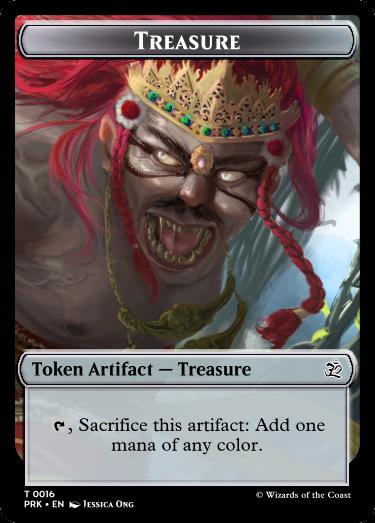 Treasure
Token Artifact — Treasure
, Sacrifice this artifact: Add one
mana of any color.
T 0016
PRK • EN Jessica Ong
© Wizards of the Coast